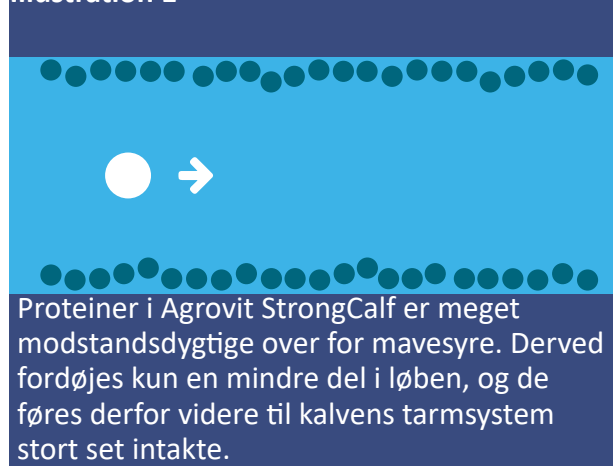 Proteiner i Agrovit StrongCalf er meget
modstandsdygtige over for mavesyre. Derved
fordøjes kun en mindre del i løben, og de
føres derfor videre til kalvens tarmsystem
stort set intakte.